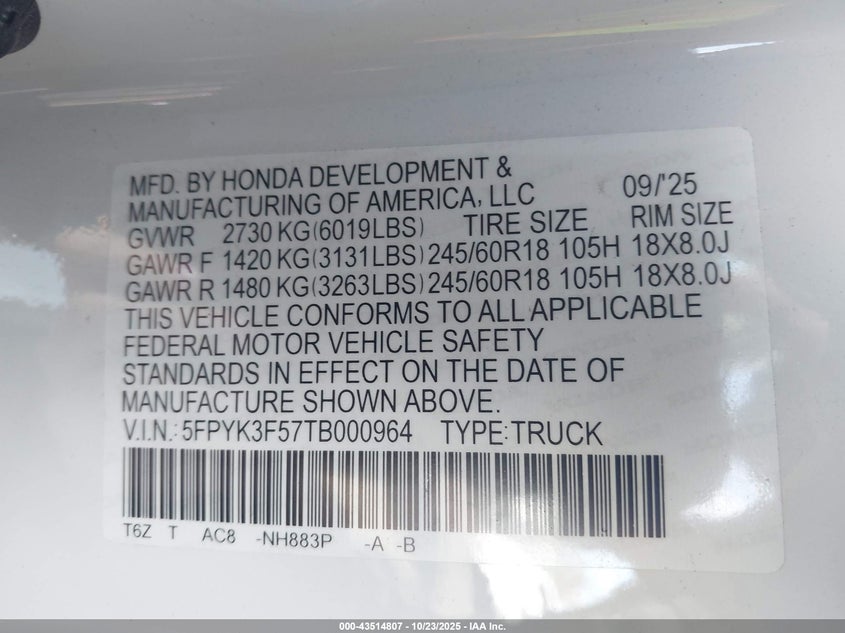 MFD. BY HONDA DEVELOPMENT &
MANUFACTURING OF AMERICA, LLC 09/'25
GVWR 2730 KG(6019LBS) TIRE SIZE RIM SIZE
GAWR F 1420 KG(3131LBS) 245/60R18 105H 18X8.0J
GAWR R 1480 KG(3263LBS) 245/60R18 105H 18X8.0J
THIS VEHICLE CONFORMS TO ALL APPLICABLE
FEDERAL MOTOR VEHICLE SAFETY
STANDARDS IN EFFECT ON THE DATE OF
MANUFACTURE SHOWN ABOVE.
V.I.N.: 5FPYK3F57TB000964 TYPE:TRUCK
T6Z T AC8 -NH883P -A -B
000-43514807 - 10/23/2025 - IAA Inc.